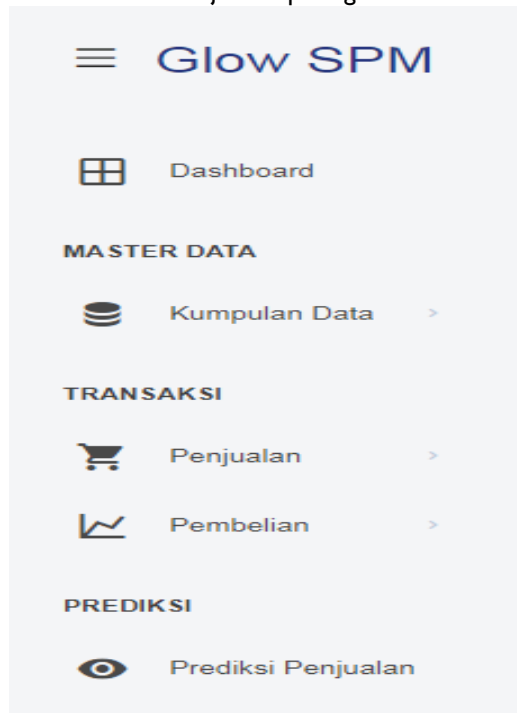 Glow SPM
Dashboard
MASTER DATA
Kumpulan Data >
TRANSAKSI
Penjualan >
Pembelian >
PREDIKSI
Prediksi Penjualan